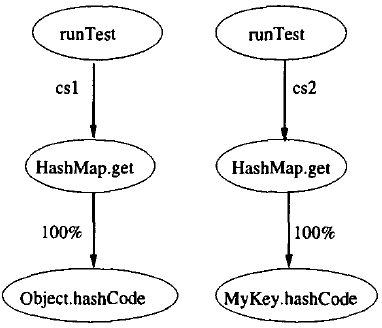 runTest runTest
cs1 cs2
HashMap.get HashMap.get
100% 100%
Object.hashCode MyKey.hashCode